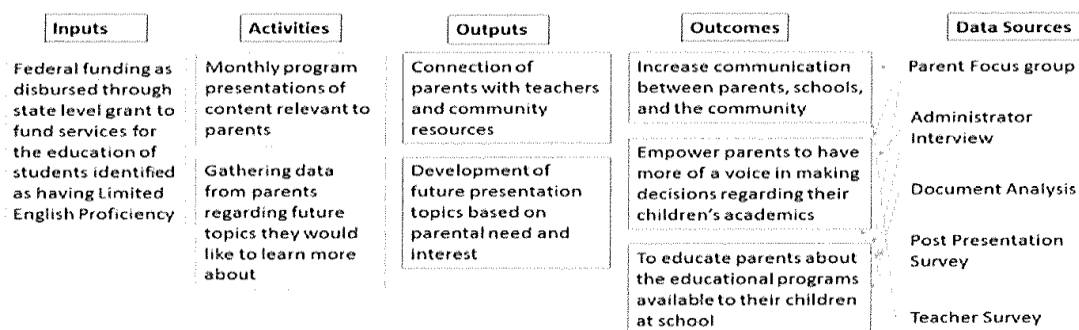 Inputs
Activities
Outputs
Outcomes
Data Sources
Federal funding as
disbursed through
state level grant to
fund services for
the education of
students identified
as having Limited
English Proficiency
Monthly program
presentations of
content relevant to
parents
Gathering data
from parents
regarding future
topics they would
like to learn more
about
Connection of
parents with teachers
and community
resources
Development of
future presentation
topics based on
parental need and
interest
Increase communication
between parents, schools,
and the community
Empower parents to have
more of a voice in making
decisions regarding their
children's academics
To educate parents about
the educational programs
available to their children
at school
Parent Focus group
Administrator
Interview
Document Analysis
Post Presentation
Survey
Teacher Survey